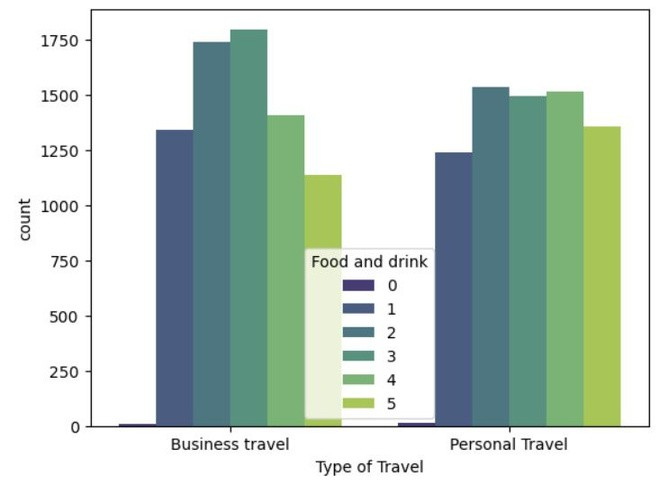 1750
1500
1250
1000
750
500
250
0
count
Food and drink
0
1
2
3
4
5
Business travel
Personal Travel
Type of Travel